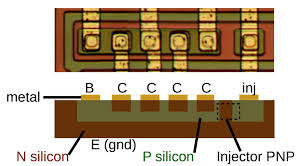 B C C C C inj
metal
E (gnd)
N silicon P silicon Injector PNP